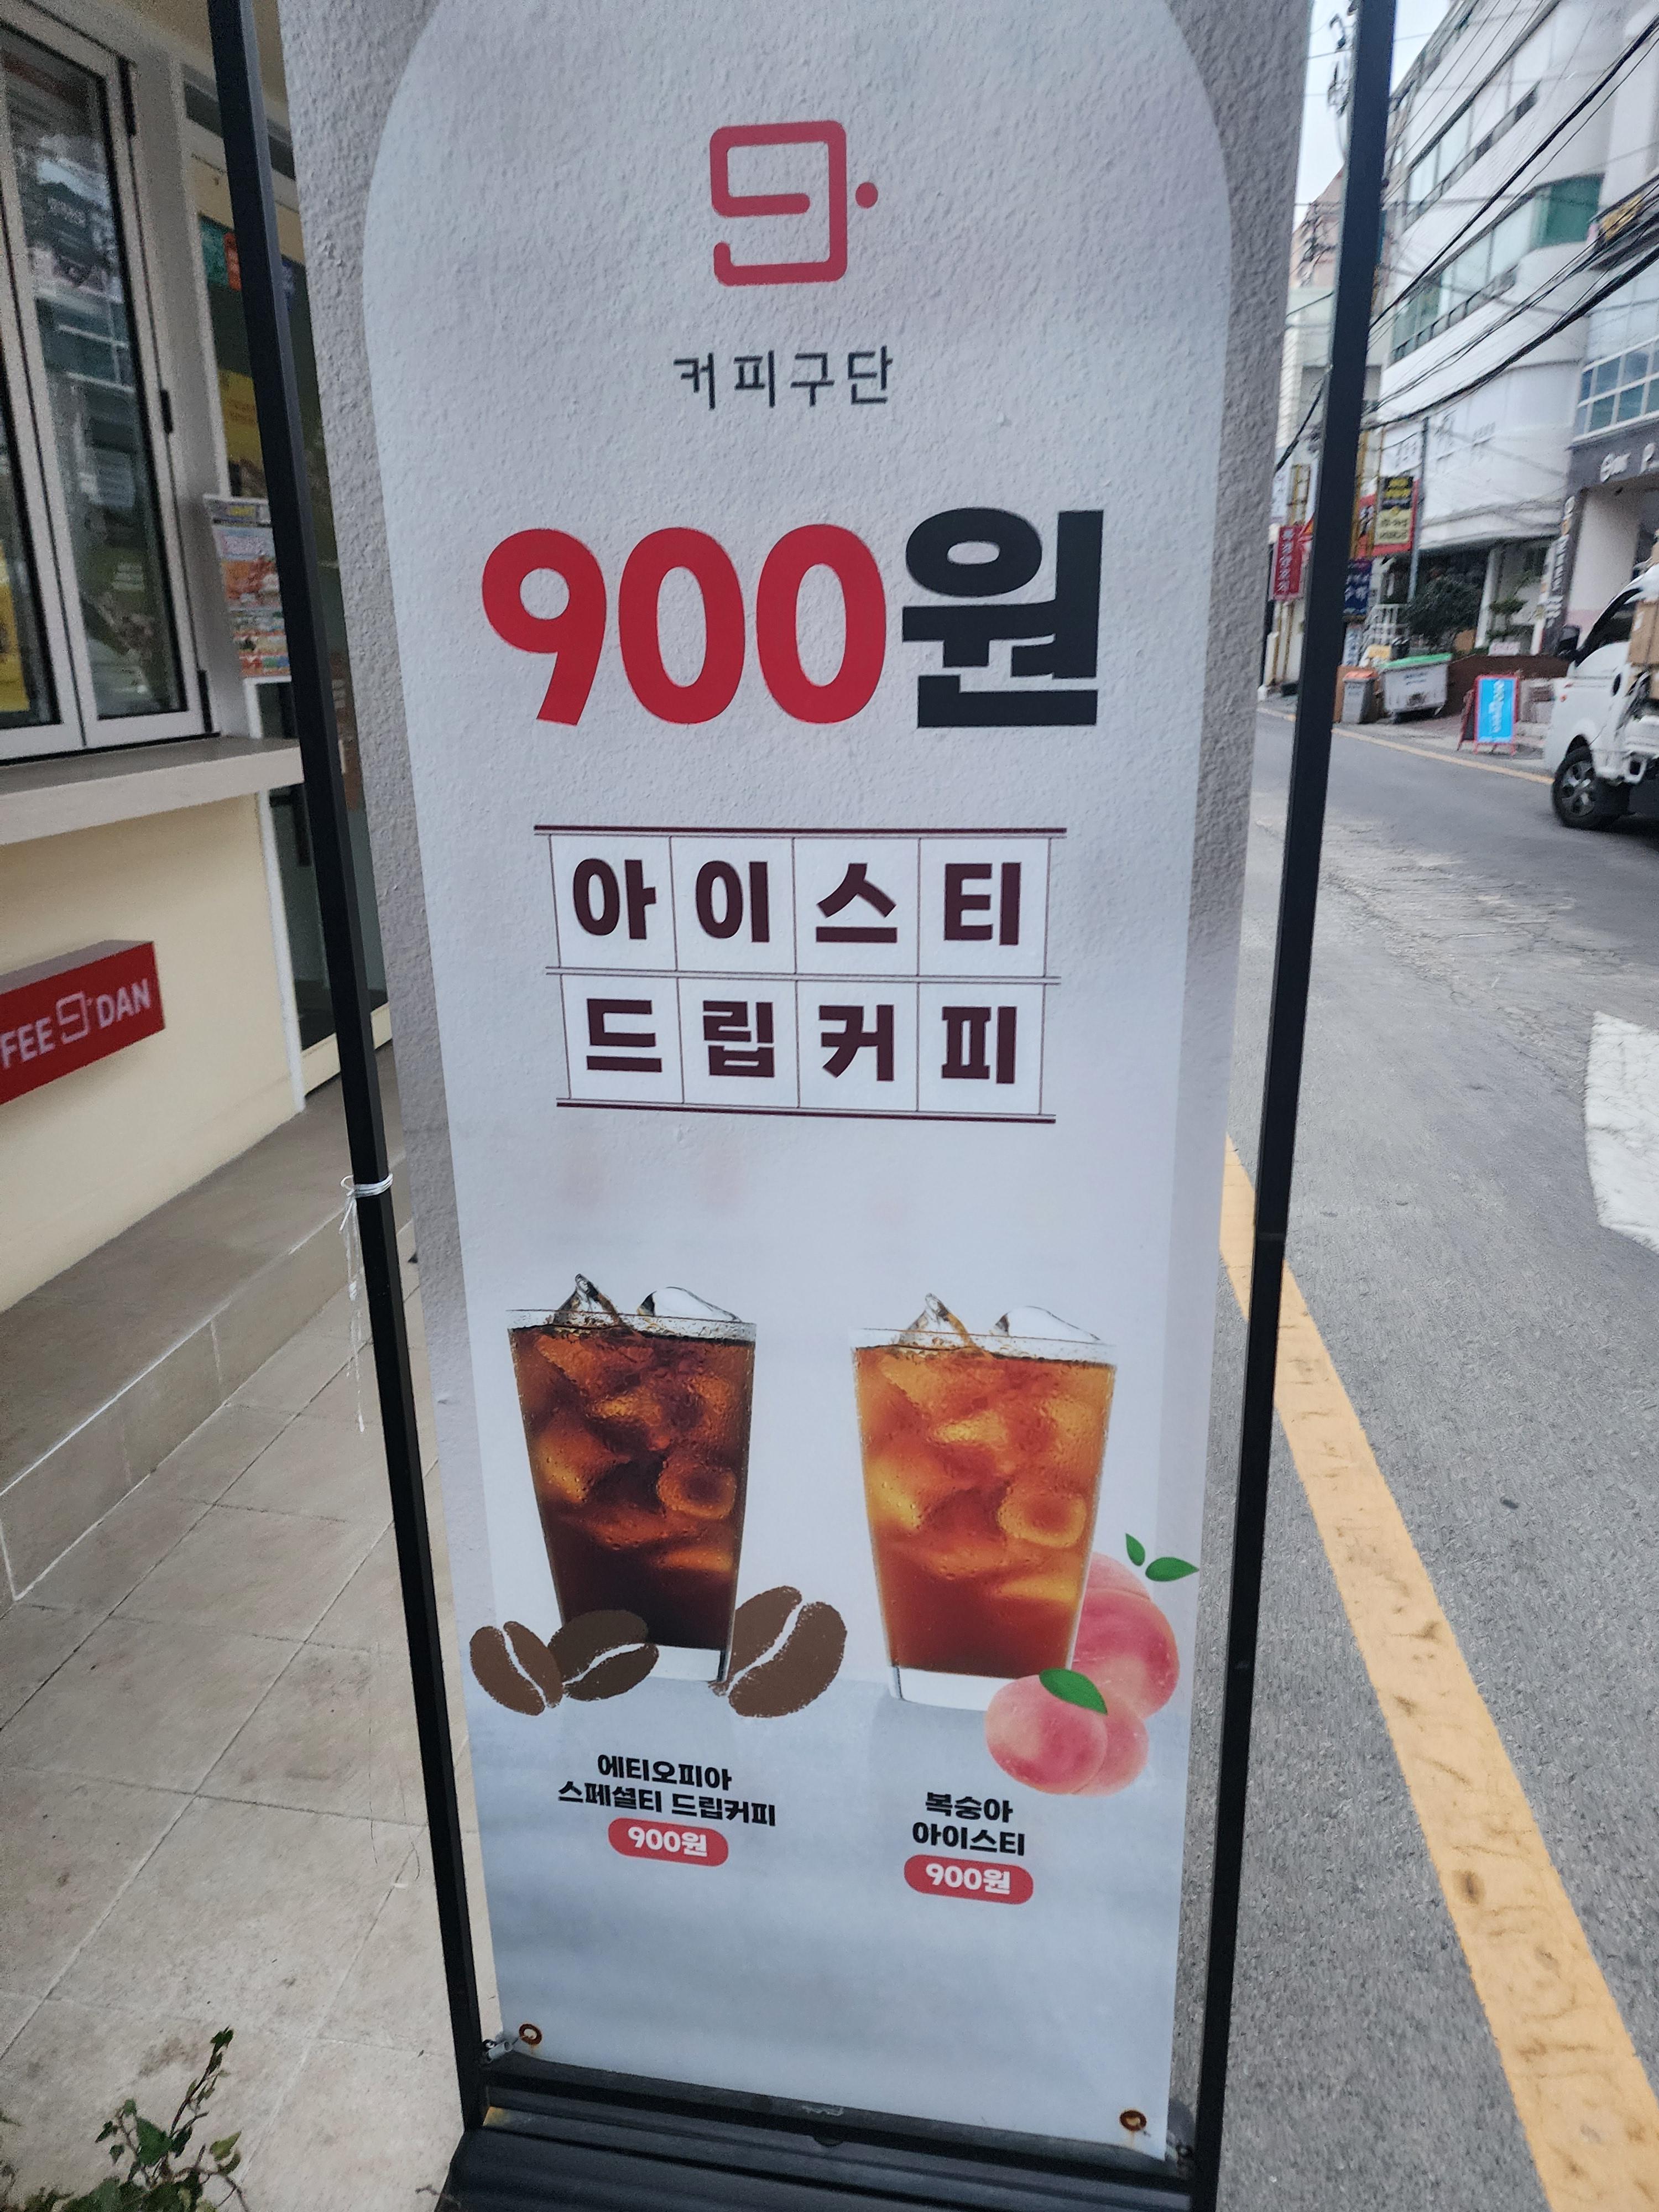 커피구단
900원
아이스티
드립커피
에티오피아
스페셜티 드립커피
900원
복숭아
아이스티
900원
FEE 9 DAN